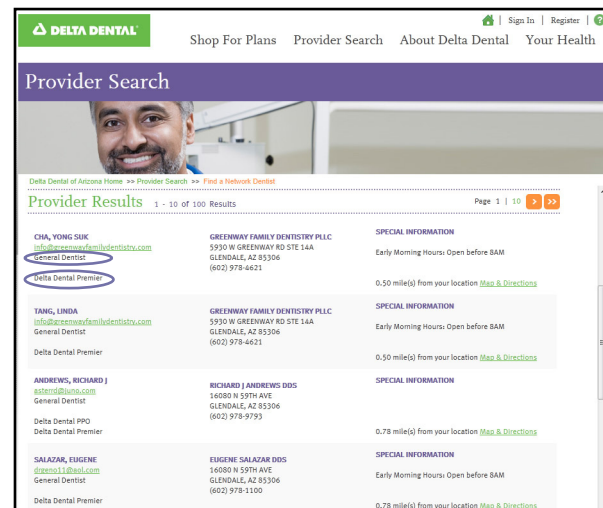 DELTA DENTAL
Sign In | Register | ?
Shop For Plans Provider Search About Delta Dental Your Health
Provider Search
Delta Dental of Arizona Home >> Provider Search >> Find a Network Dentist
Provider Results 1 - 10 of 100 Results Page 1 | 10 > >>
CHA, YONG SUK
info@greenwayfamilydentistry.com
General Dentist
Delta Dental Premier
GREENWAY FAMILY DENTISTRY PLLC
5930 W GREENWAY RD STE 14A
GLENDALE, AZ 85306
(602) 978-4621
SPECIAL INFORMATION
Early Morning Hours: Open before 8AM
0.50 mile(s) from your location Map & Directions
TANG, LINDA
info@greenwayfamilydentistry.com
General Dentist
Delta Dental Premier
GREENWAY FAMILY DENTISTRY PLLC
5930 W GREENWAY RD STE 14A
GLENDALE, AZ 85306
(602) 978-4621
SPECIAL INFORMATION
Early Morning Hours: Open before 8AM
0.50 mile(s) from your location Map & Directions
ANDREWS, RICHARD J
asterrd@juno.com
General Dentist
Delta Dental PPO
Delta Dental Premier
RICHARD J ANDREWS DDS
16080 N 59TH AVE
GLENDALE, AZ 85306
(602) 978-9793
SPECIAL INFORMATION
0.78 mile(s) from your location Map & Directions
SALAZAR, EUGENE
drgeno11@aol.com
General Dentist
Delta Dental Premier
EUGENE SALAZAR DDS
16080 N 59TH AVE
GLENDALE, AZ 85306
(602) 978-1100
SPECIAL INFORMATION
Early Morning Hours: Open before 8AM
0.78 mile(s) from your location Map & Directions